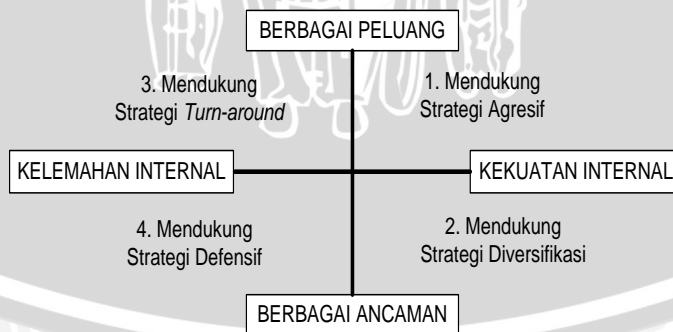 BERBAGAI PELUANG
3. Mendukung
Strategi Turn-around
1. Mendukung
Strategi Agresif
KELEMAHAN INTERNAL
KEKUATAN INTERNAL
4. Mendukung
Strategi Defensif
2. Mendukung
Strategi Diversifikasi
BERBAGAI ANCAMAN